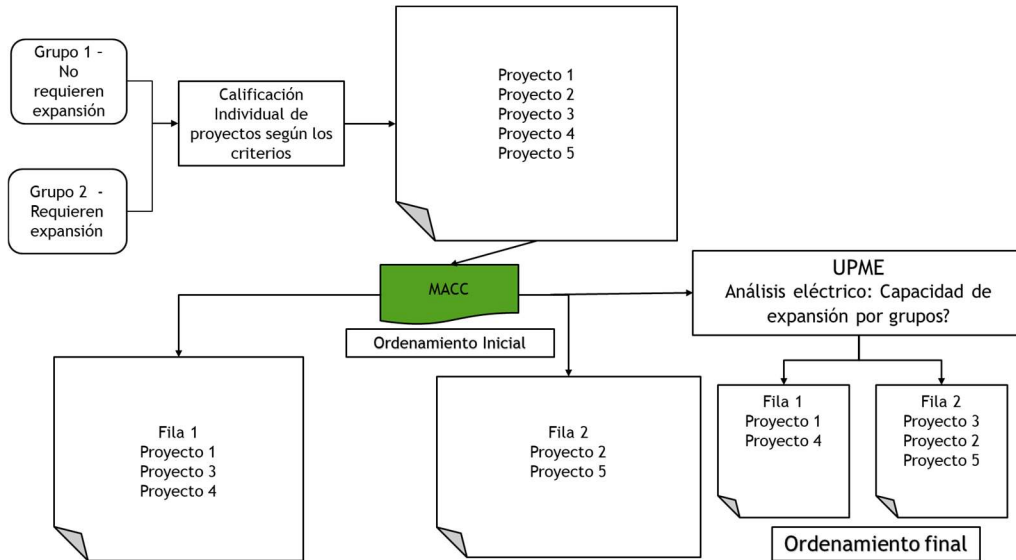 Grupo 1 –
No
requieren
expansión
Grupo 2  -
Requieren
expansión
Calificación
Individual de
proyectos según los
criterios
Proyecto 1
Proyecto 2
Proyecto 3
Proyecto 4
Proyecto 5
MACC
Ordenamiento Inicial
UPME
Análisis eléctrico: Capacidad de
expansión por grupos?
Fila 1
Proyecto 1
Proyecto 3
Proyecto 4
Fila 2
Proyecto 2
Proyecto 5
Fila 1
Proyecto 1
Proyecto 4
Fila 2
Proyecto 3
Proyecto 2
Proyecto 5
Ordenamiento final